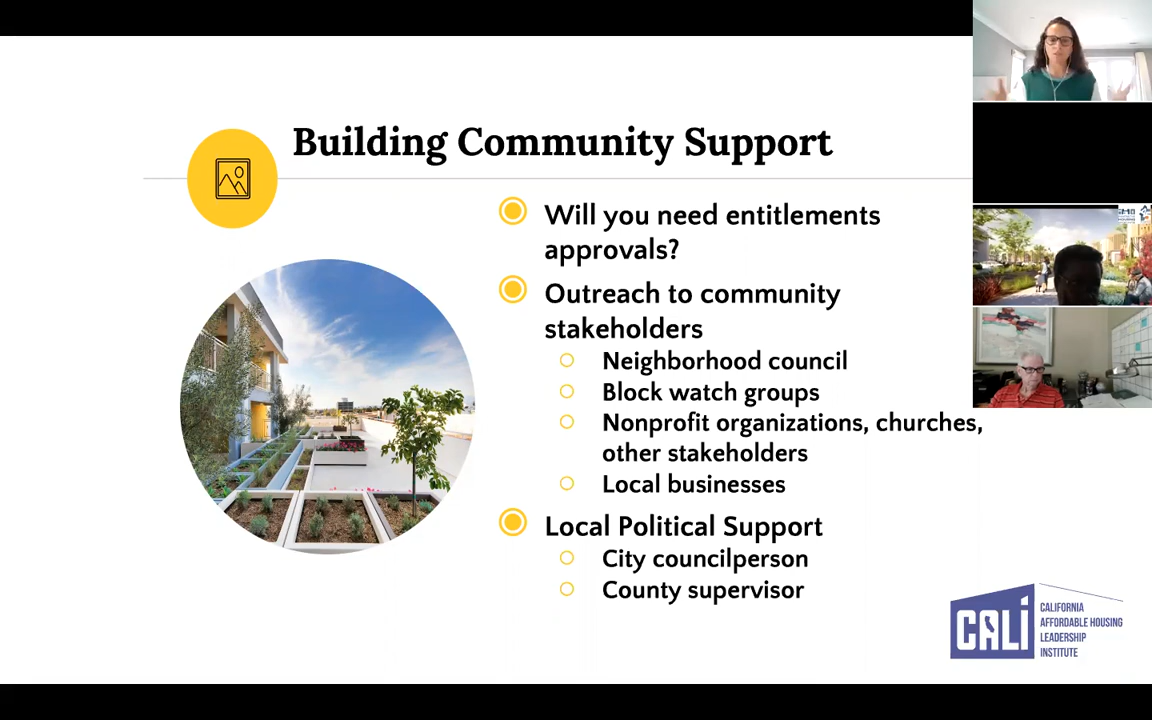 Building Community Support
Will you need entitlements
approvals?
Outreach to community
stakeholders
Neighborhood council
Block watch groups
Nonprofit organizations, churches,
other stakeholders
Local businesses
Local Political Support
City councilperson
County supervisor
CALI
CALIFORNIA
AFFORDABLE HOUSING
LEADERSHIP
INSTITUTE